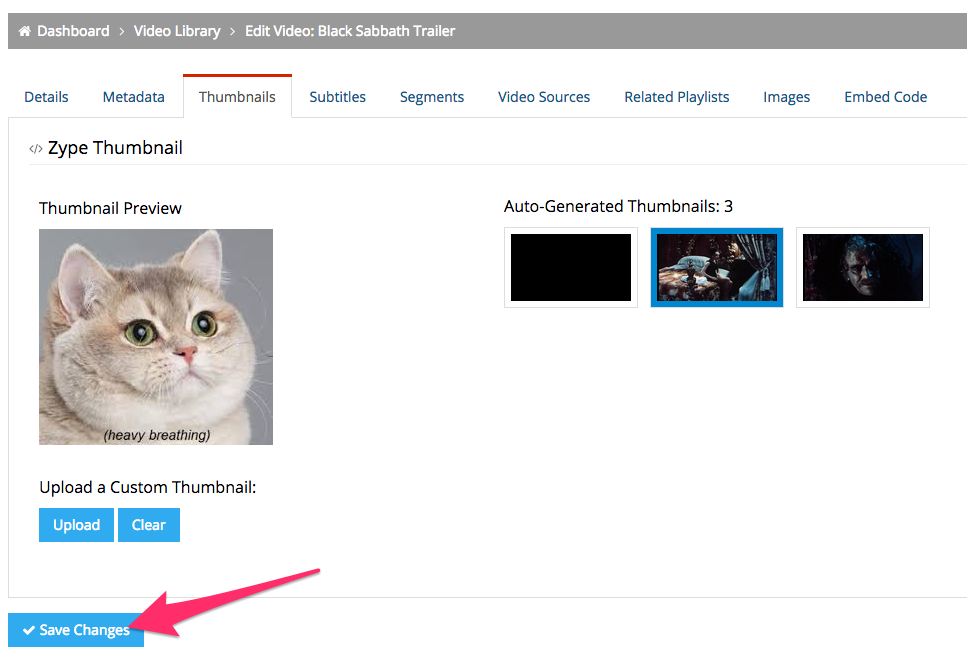 Dashboard > Video Library > Edit Video: Black Sabbath Trailer
Details Metadata Thumbnails Subtitles Segments Video Sources Related Playlists Images Embed Code
</> Zype Thumbnail
Thumbnail Preview
Auto-Generated Thumbnails: 3
(heavy breathing)
Upload a Custom Thumbnail:
Upload Clear
Save Changes